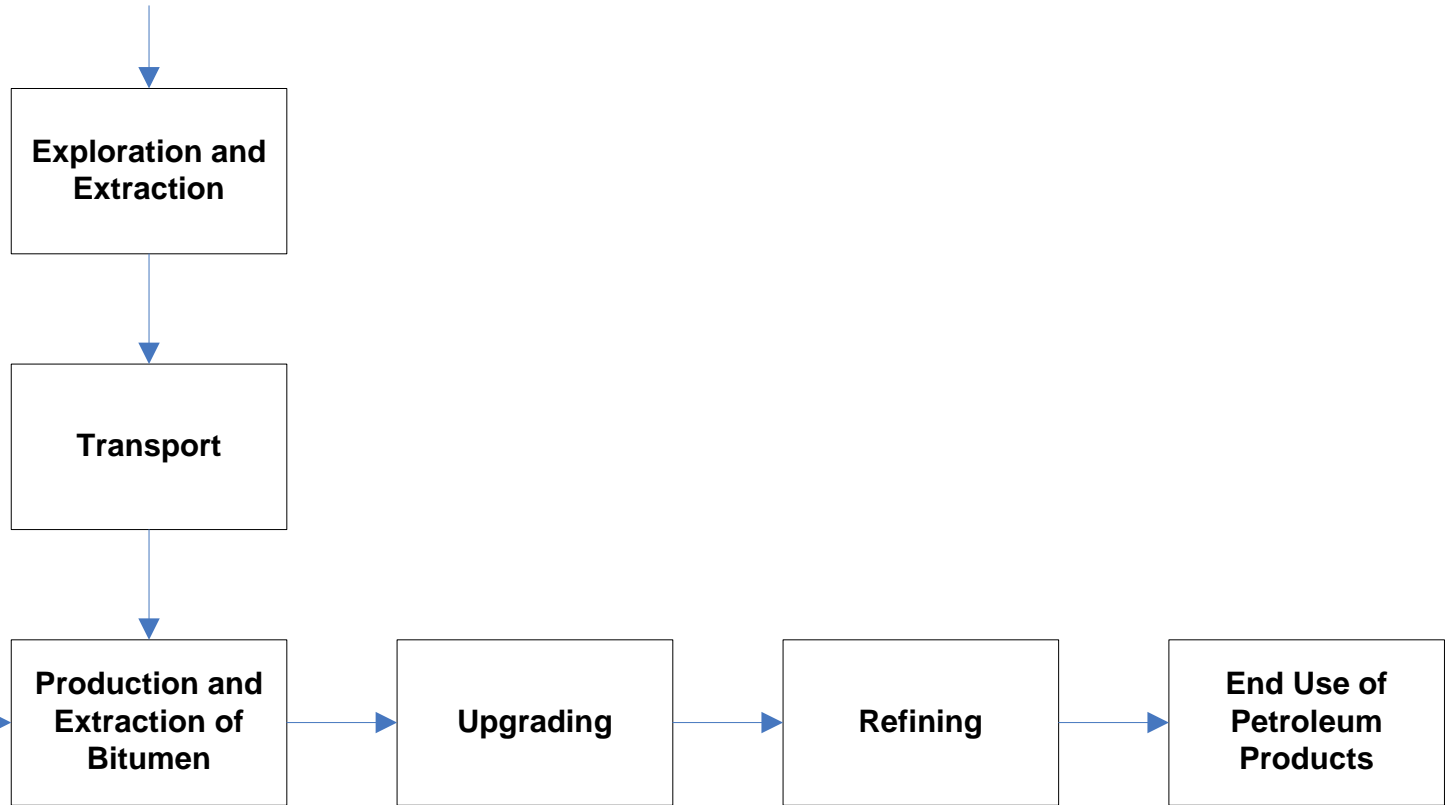 Exploration and
Extraction
Transport
Production and
Extraction of
Bitumen
Upgrading
Refining
End Use of
Petroleum
Products